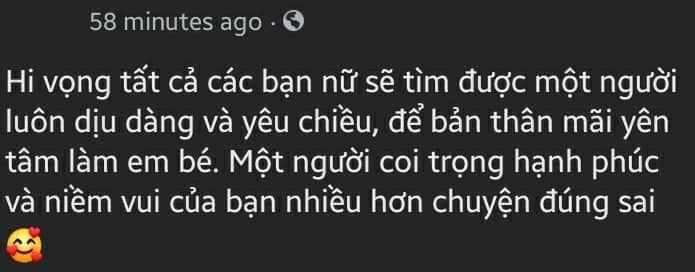 58 minutes ago ·
Hi vọng tất cả các bạn nữ sẽ tìm được một người
luôn dịu dàng và yêu chiều, để bản thân mãi yên
tâm làm em bé. Một người coi trọng hạnh phúc
và niềm vui của bạn nhiều hơn chuyện đúng sai
🥰